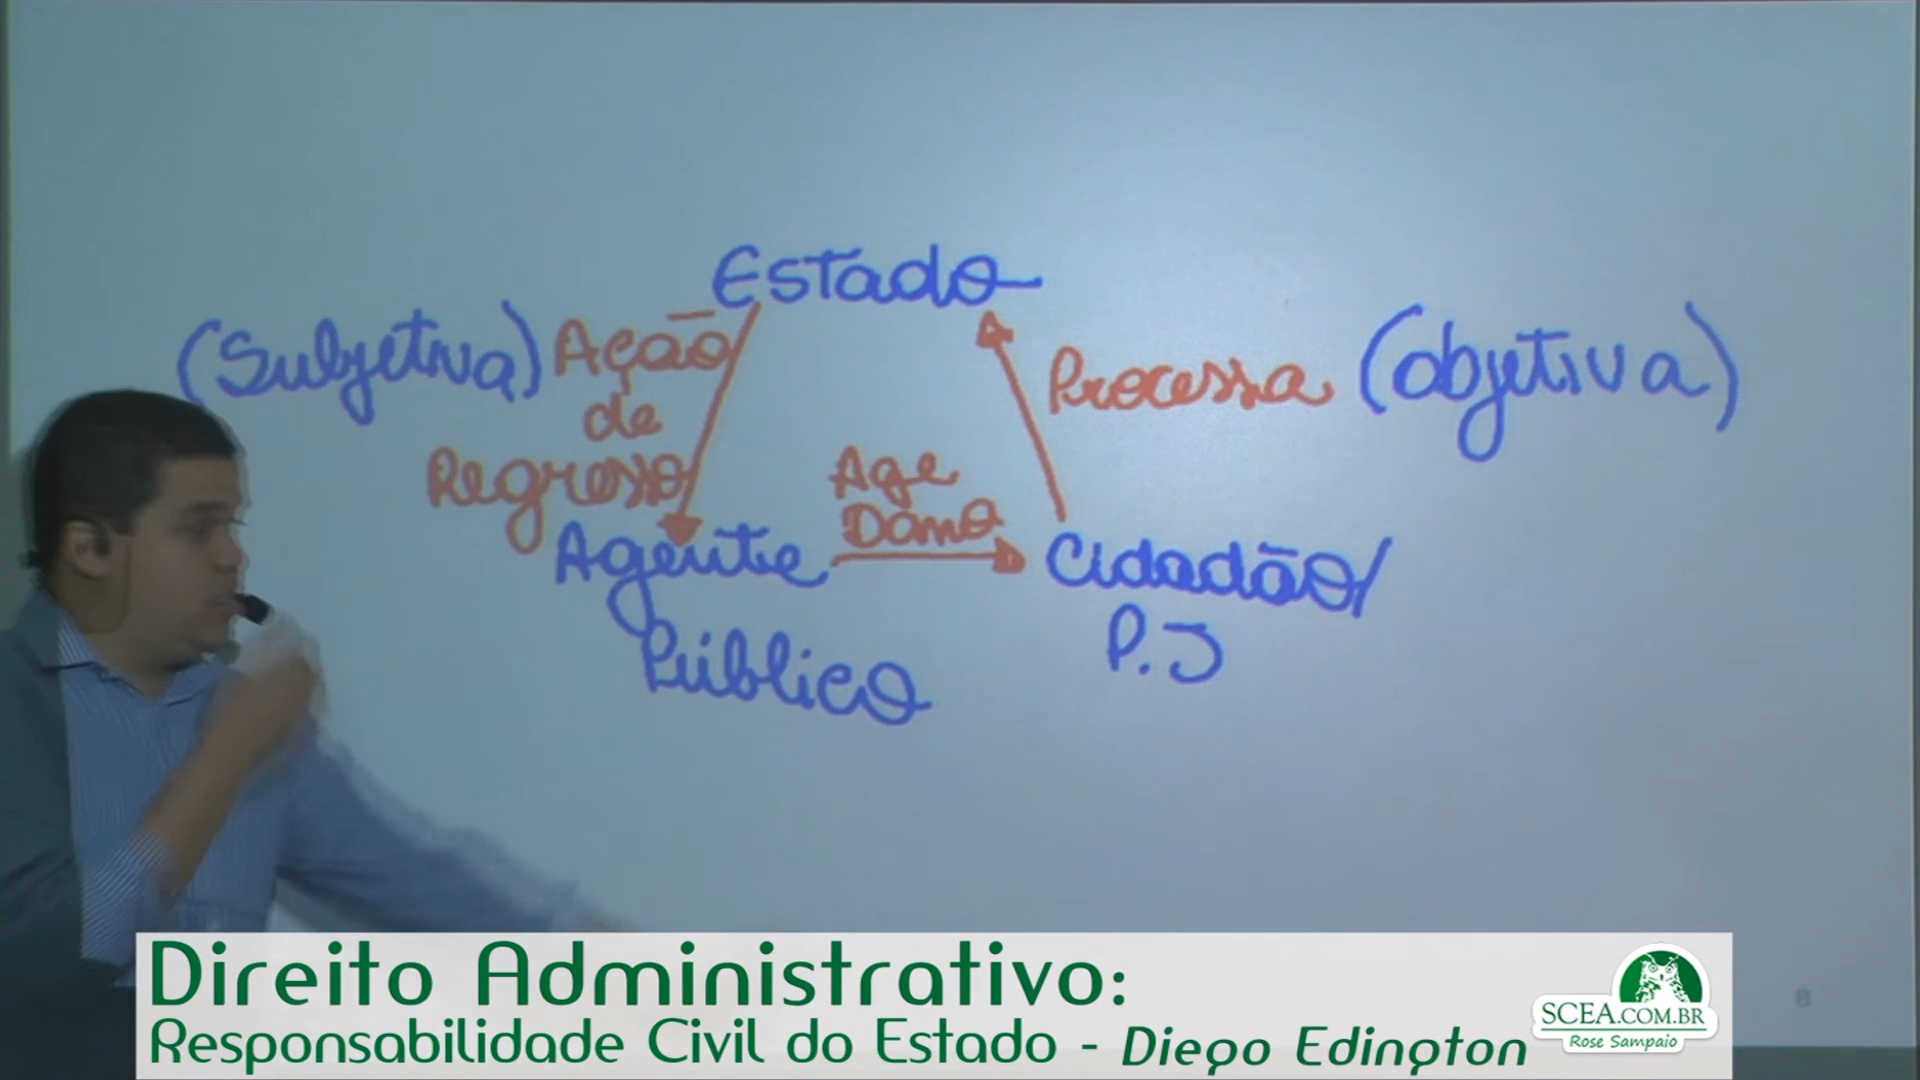 Estado
(Subjetiva)
Ação
de
Regresso
Processa
(objetiva)
Age
Dano
Agente
Público
Cidadão/
P.J
8
Direito Administrativo:
Responsabilidade Civil do Estado - Diego Edington
SCEA.COM.BR
Rose Sampaio